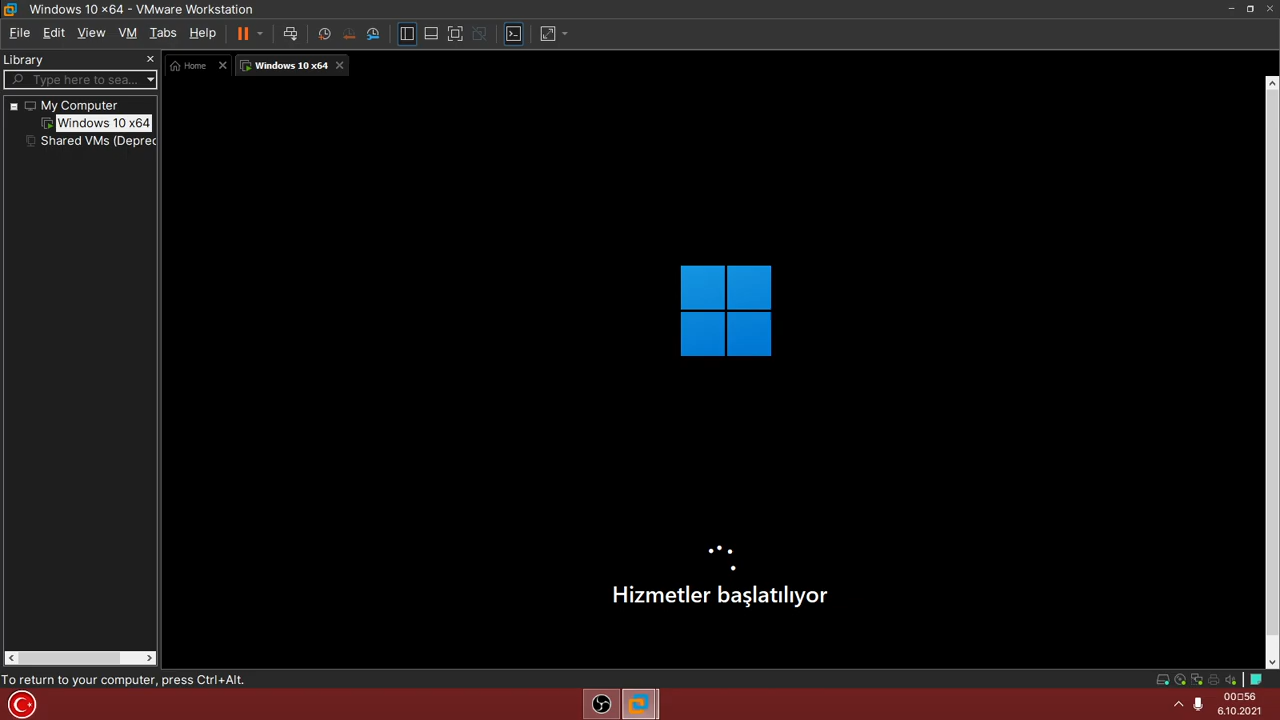 Windows 10 x64 - VMware Workstation
File Edit View VM Tabs Help
Library
Type here to sea...
Home
Windows 10 x64
My Computer
Windows 10 x64
Shared VMs (Deprec
Hizmetler başlatılıyor
To return to your computer, press Ctrl+Alt.
00□56
6.10.2021